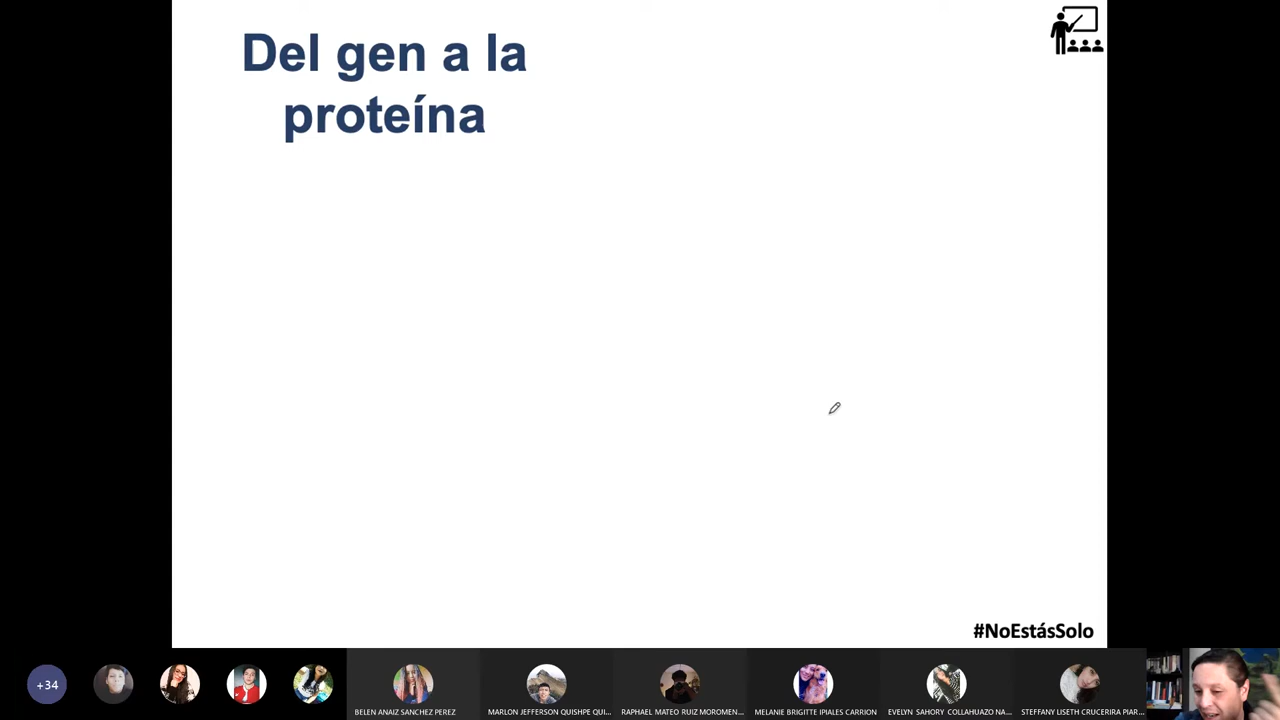 Del gen a la
proteína
#NoEstásSolo
+34
BELEN ANAIZ SANCHEZ PEREZ
MARLON JEFFERSON QUISHPE QUI...
RAPHAEL MATEO RUIZ MOROMEN...
MELANIE BRIGITTE IPIALES CARRION
EVELYN SAHORY COLLAHUAZO NA...
STEFFANY LISETH CRUCERIRA PIAR...